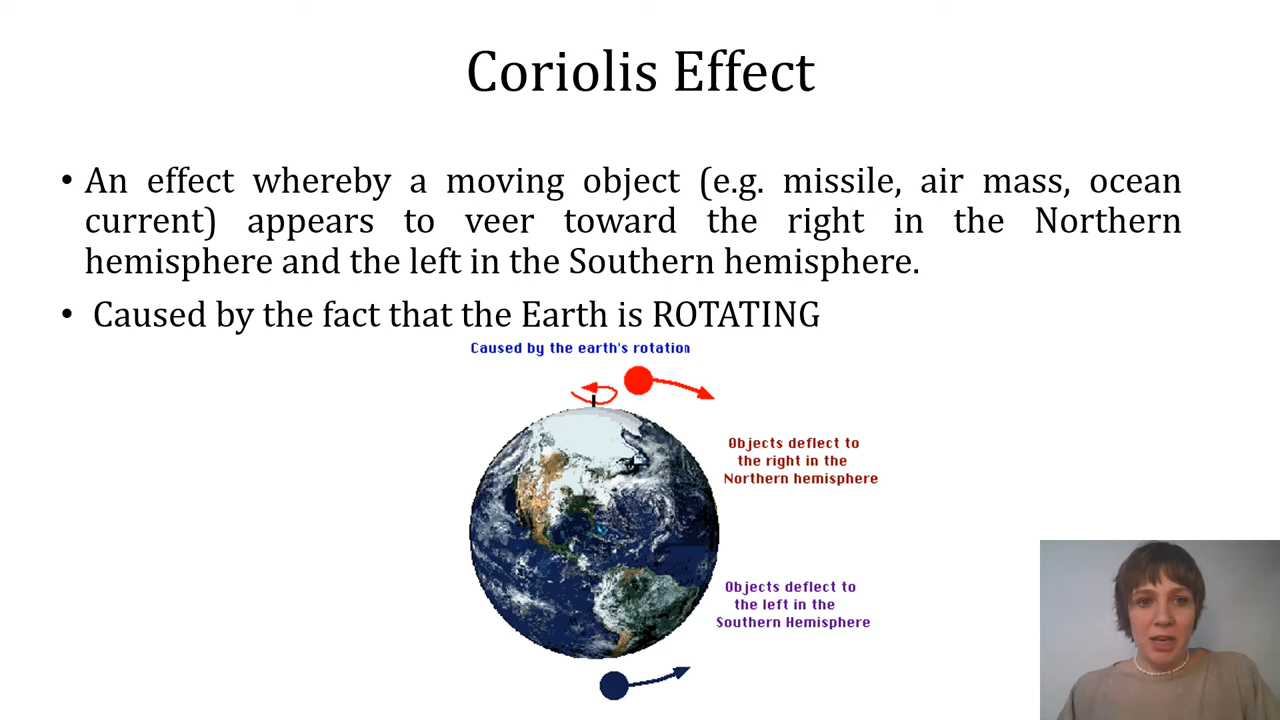 Coriolis Effect
• An effect whereby a moving object (e.g. missile, air mass, ocean
current) appears to veer toward the right in the Northern
hemisphere and the left in the Southern hemisphere.
• Caused by the fact that the Earth is ROTATING
Caused by the earth's rotation
Objects deflect to
the right in the
Northern hemisphere
Objects deflect to
the left in the
Southern Hemisphere